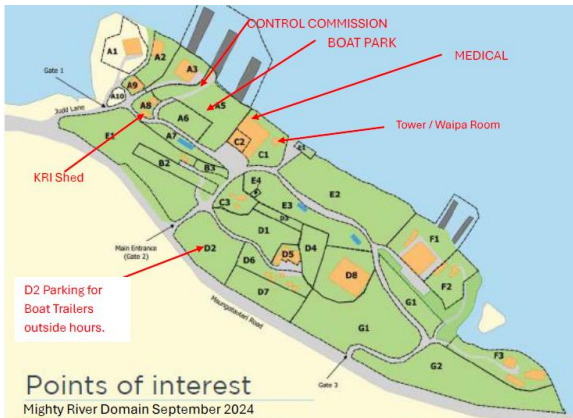 CONTROL COMMISSION
BOAT PARK
MEDICAL
Tower / Waipa Room
KRI Shed
D2 Parking for
Boat Trailers
outside hours.
Gate 1
Judd Lane
A1
A2
A3
A9
A10
A8
A5
A6
A7
E1
B2
B3
C2
C1
E4
E3
E2
C3
D3
D1
D2
D4
D5
D6
D7
D8
F1
F2
G1
G1
G2
F3
Main Entrance
(Gate 2)
Maungatautari Road
Gate 3
Points of interest
Mighty River Domain September 2024